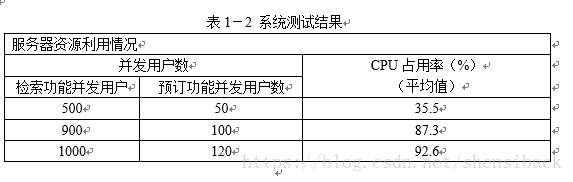 表 1－2 系统测试结果
服务器资源利用情况
并发用户数
CPU 占用率（%）
（平均值）
检索功能并发用户
预订功能并发用户数
500 50 35.5
900 100 87.3
1000 120 92.6
https://blog.csdn.net/shensiback